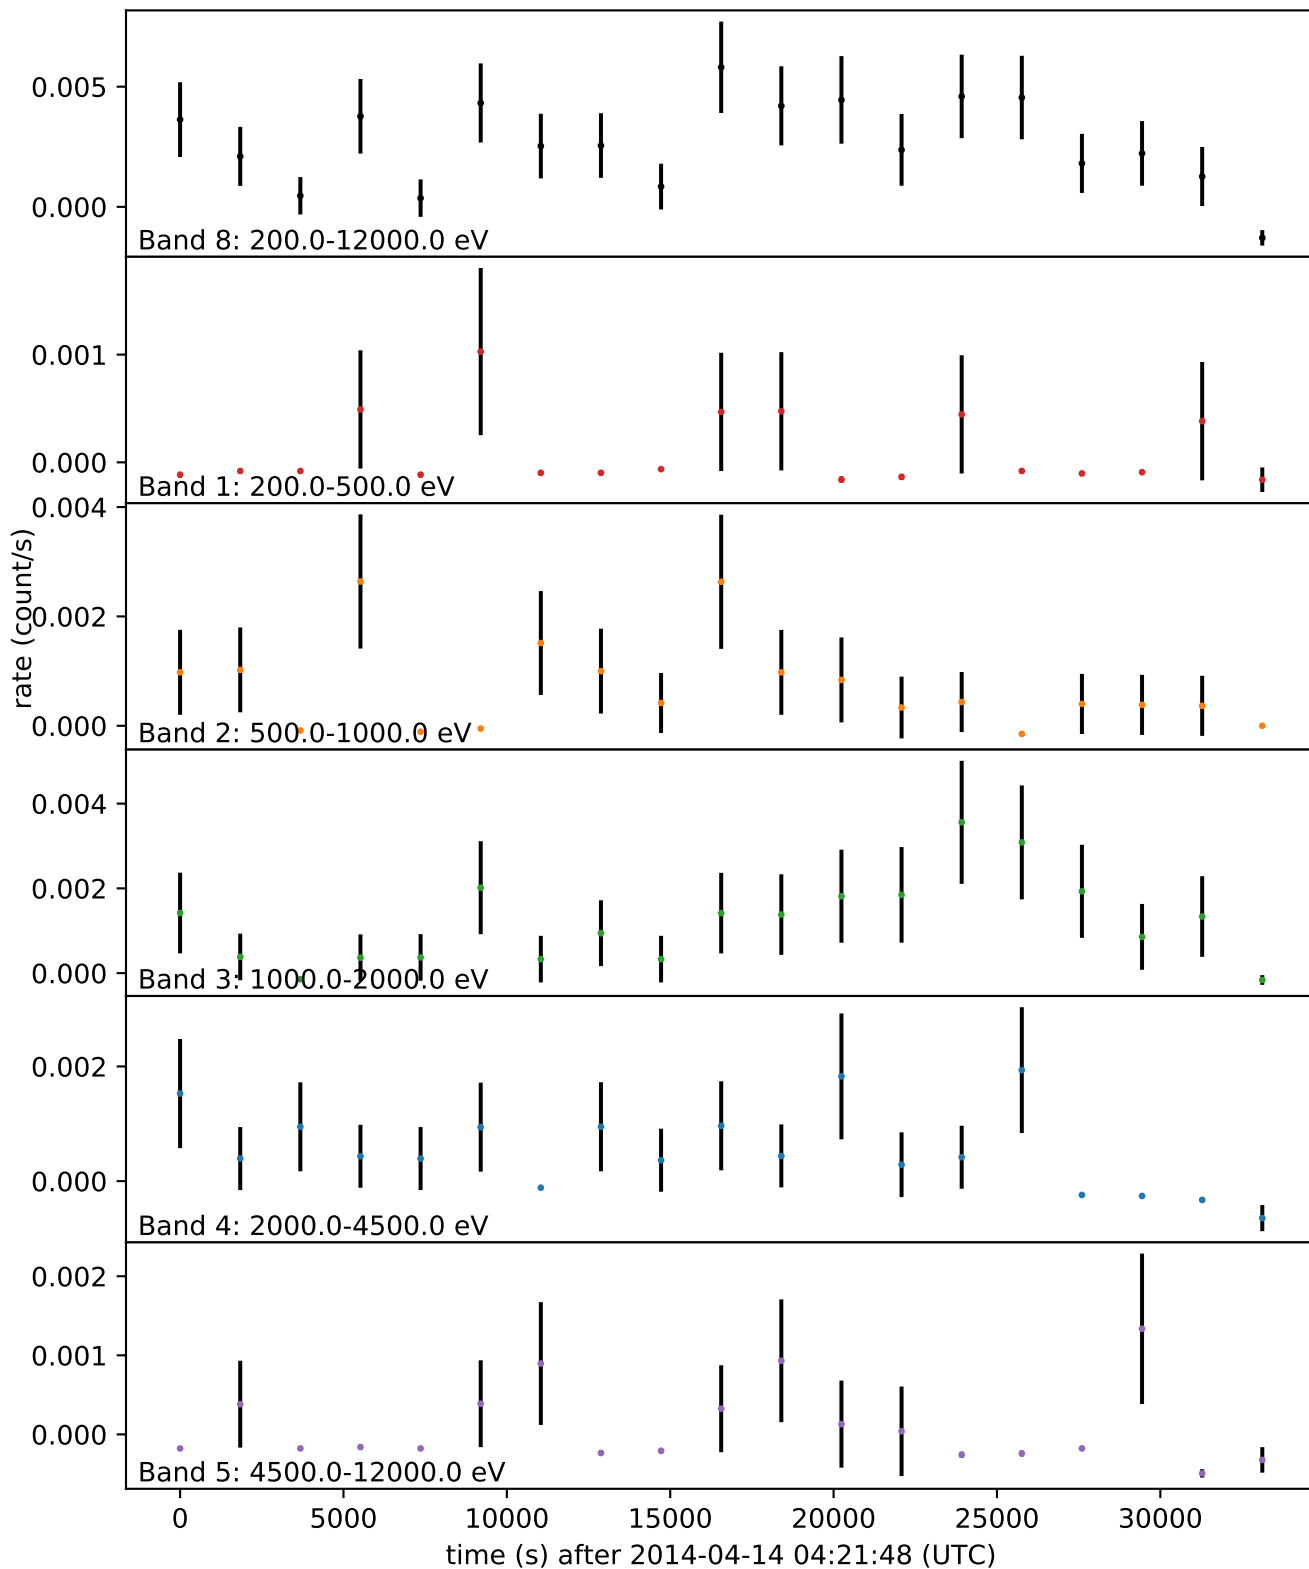 0.005
0.000
Band 8: 200.0-12000.0 eV
0.001
0.000
Band 1: 200.0-500.0 eV
rate (count/s)
0.004
0.002
0.000
Band 2: 500.0-1000.0 eV
0.004
0.002
0.000
Band 3: 1000.0-2000.0 eV
0.002
0.000
Band 4: 2000.0-4500.0 eV
0.002
0.001
0.000
Band 5: 4500.0-12000.0 eV
0 5000 10000 15000 20000 25000 30000
time (s) after 2014-04-14 04:21:48 (UTC)